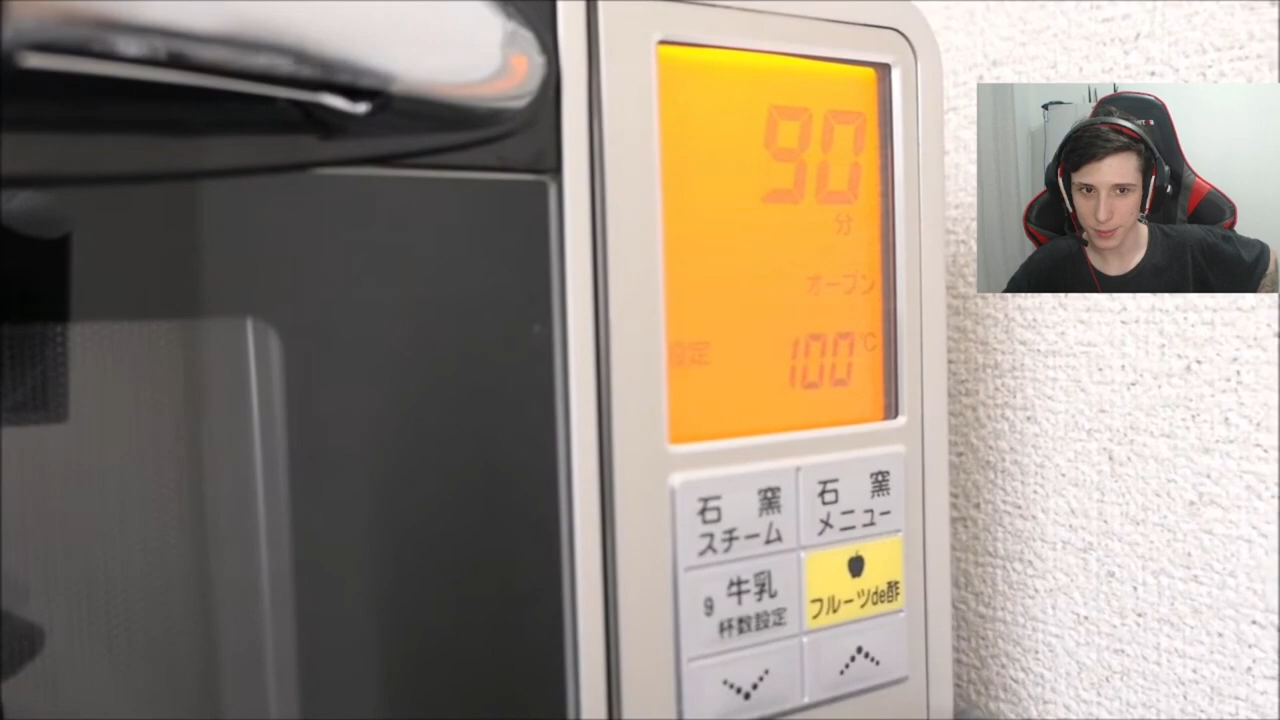 90
分
オーブン
設定 100℃
石窯
スチーム
石窯
メニュー
9 牛乳
杯数設定
フルーツde酢